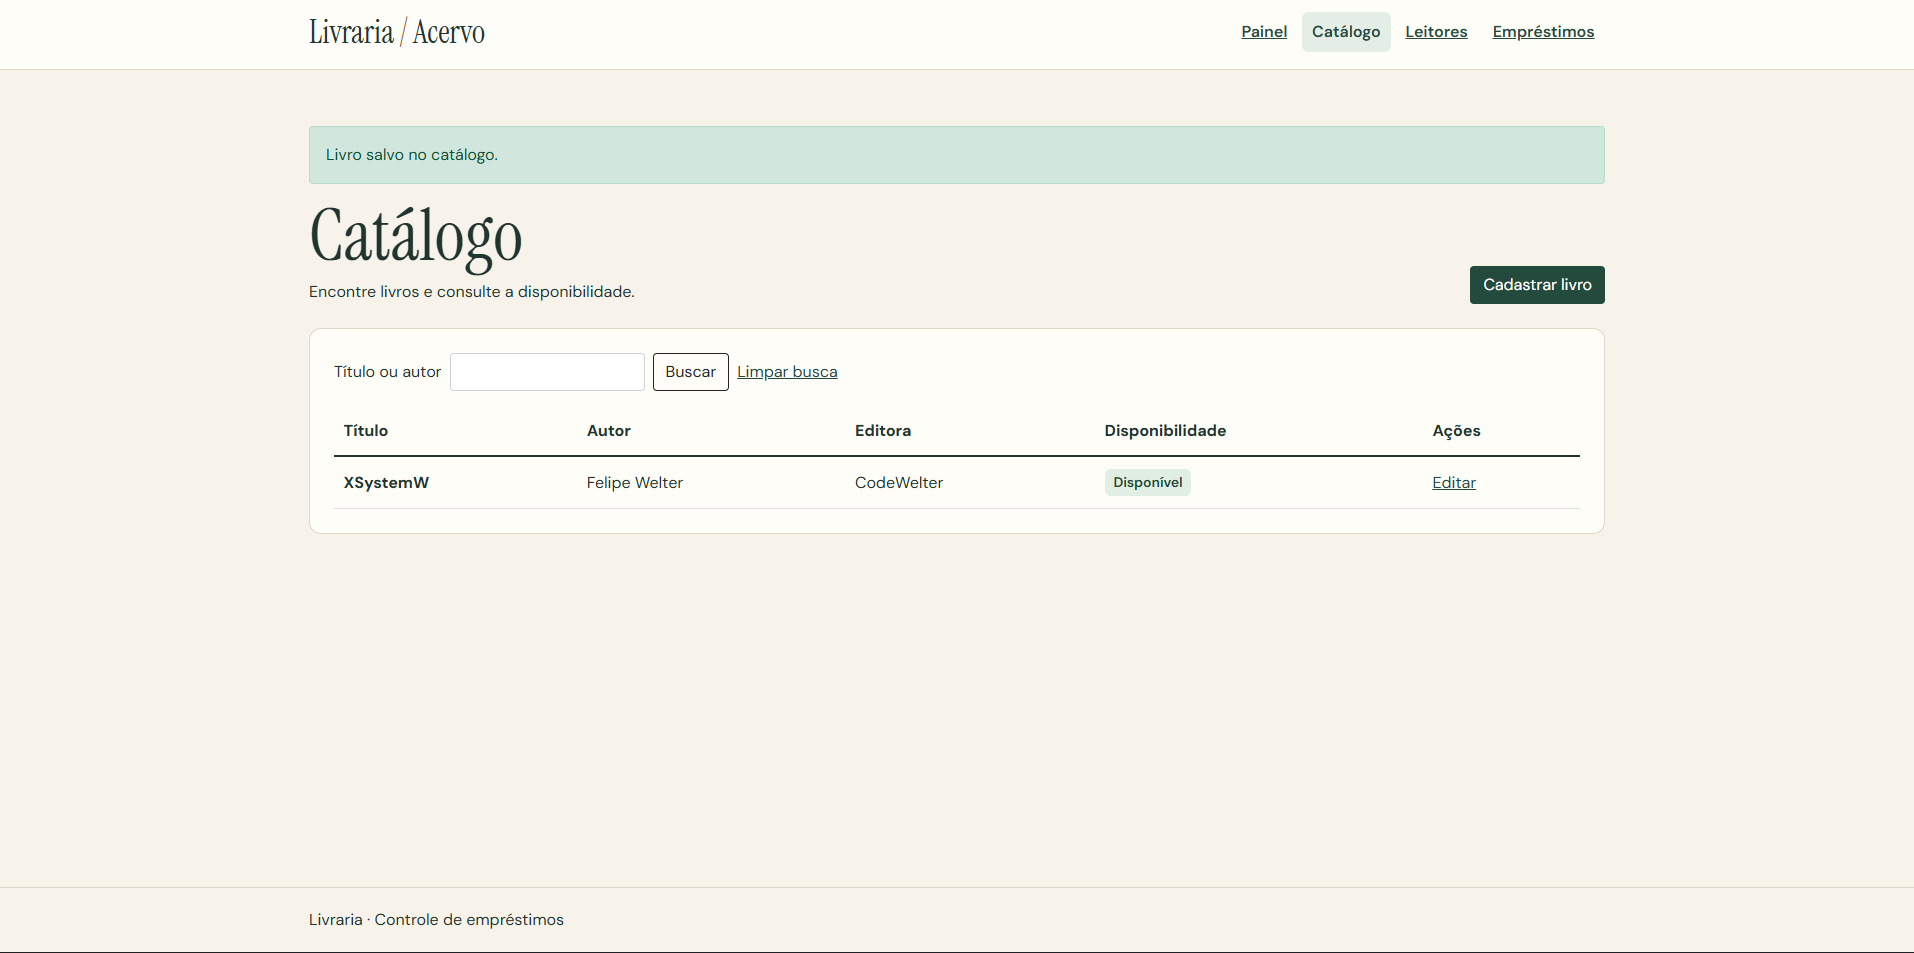 Livraria / Acervo
Painel Catálogo Leitores Empréstimos
Livro salvo no catálogo.
Catálogo
Encontre livros e consulte a disponibilidade.
Cadastrar livro
Título ou autor Buscar Limpar busca
Título Autor Editora Disponibilidade Ações
XSystemW Felipe Welter CodeWelter Disponível Editar
Livraria · Controle de empréstimos